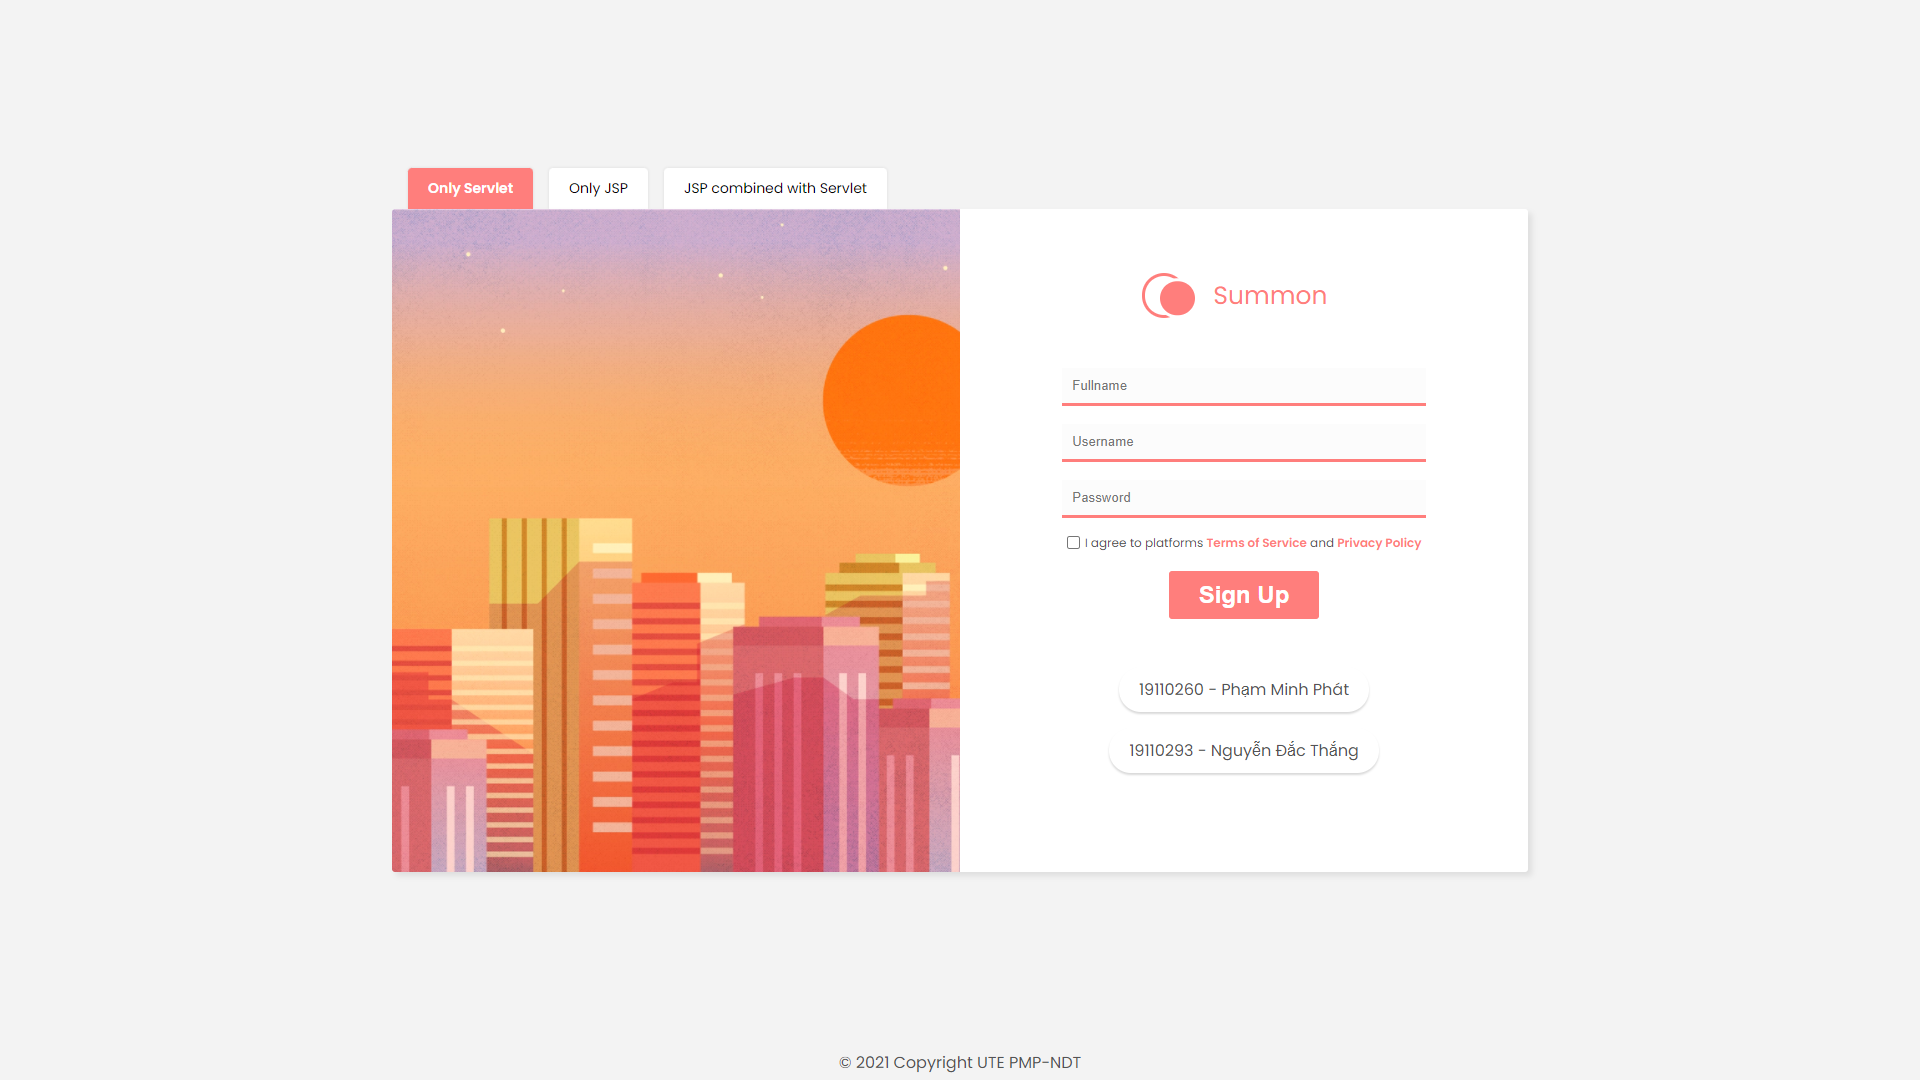 Only Servlet
Only JSP
JSP combined with Servlet
Summon
Fullname
Username
Password
I agree to platforms Terms of Service and Privacy Policy
Sign Up
19110260 - Phạm Minh Phát
19110293 - Nguyễn Đắc Thắng
© 2021 Copyright UTE PMP-NDT